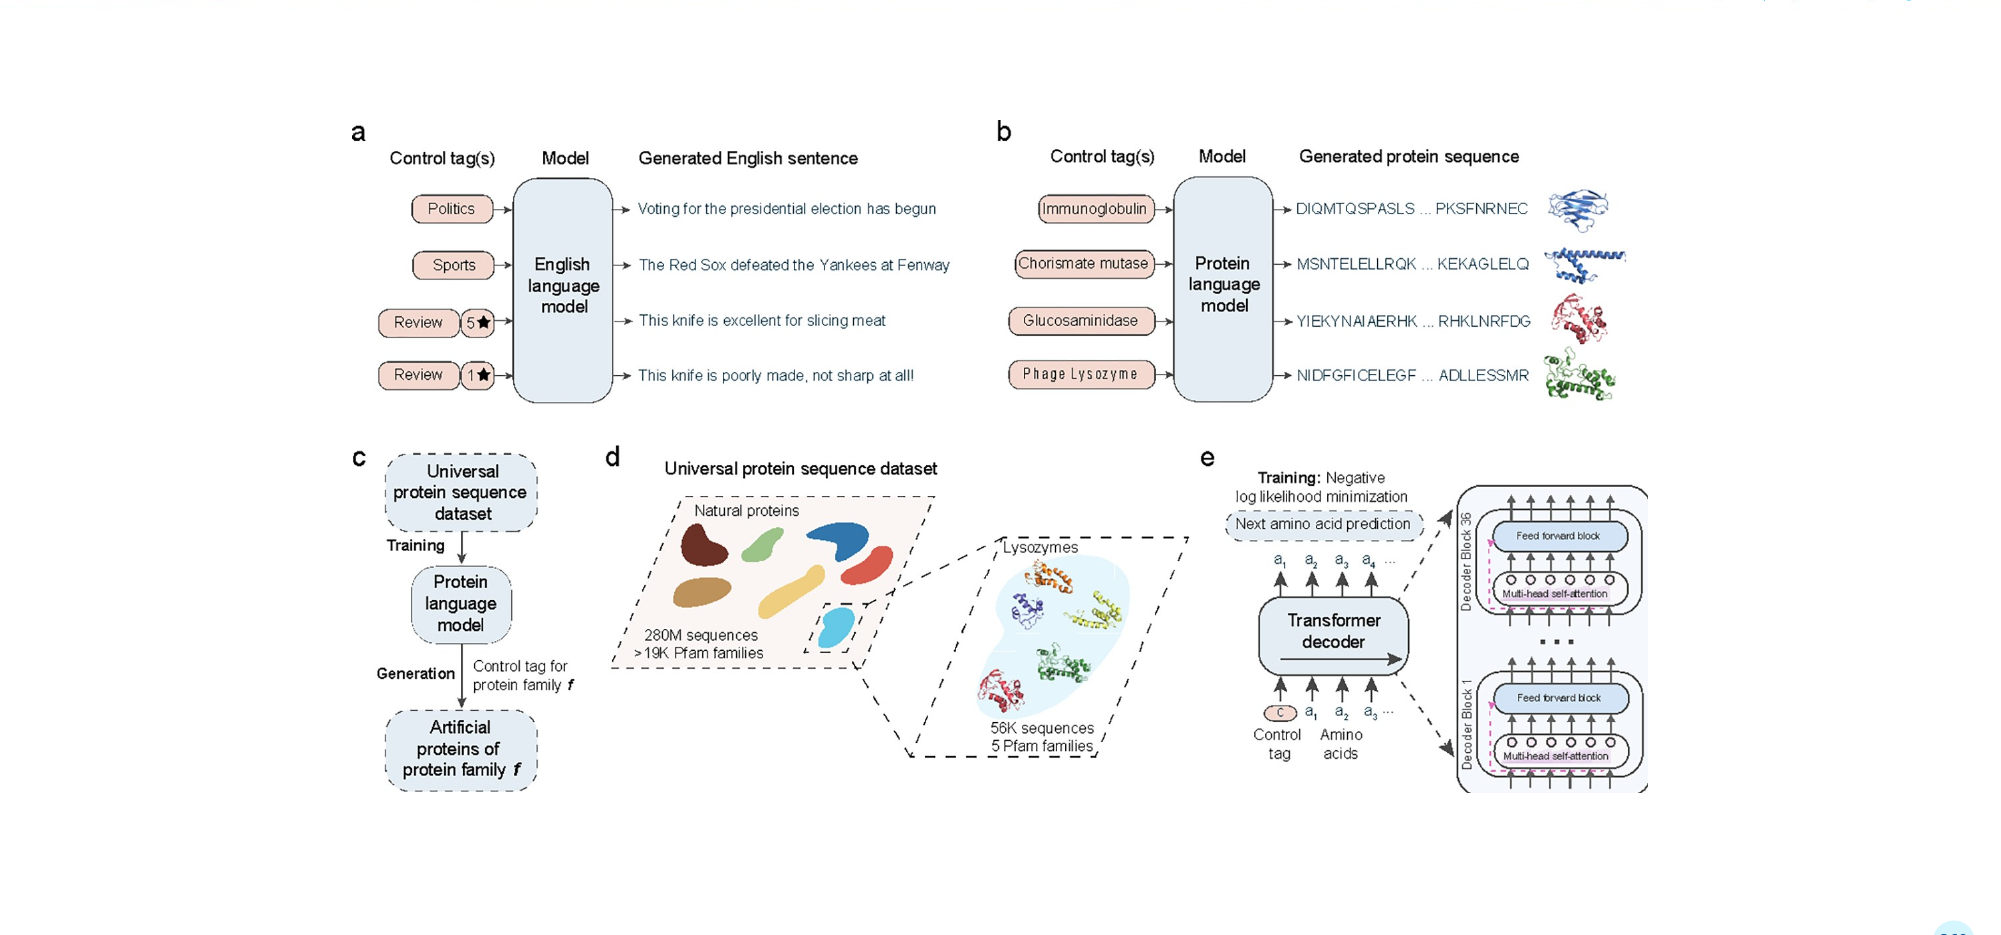 a
Control tag(s)
Model
Generated English sentence
Politics
Voting for the presidential election has begun
Sports
English
language
model
The Red Sox defeated the Yankees at Fenway
Review
5★
This knife is excellent for slicing meat
Review
1★
This knife is poorly made, not sharp at all!
b
Control tag(s)
Model
Generated protein sequence
Immunoglobulin
DIQMTQSPASLS ... PKSFNRNEC
Chorismate mutase
Protein
language
model
MSNTELELLRQK ... KEKAGLELQ
Glucosaminidase
YIEKYNAIAERHK ... RHKLNRFDG
Phage Lysozyme
NIDFGFICELEGF ... ADLLESSMR
c
Universal
protein sequence
dataset
Training
Protein
language
model
Generation
Control tag for
protein family f
Artificial
proteins of
protein family f
d
Universal protein sequence dataset
Natural proteins
280M sequences
>19K Pfam families
Lysozymes
56K sequences
5 Pfam families
e
Training: Negative
log likelihood minimization
Next amino acid prediction
a1 a2 a3 a4 ...
Transformer
decoder
c a1 a2 a3 ...
Control
tag
Amino
acids
Decoder Block 36
Feed forward block
Multi-head self-attention
...
Decoder Block 1
Feed forward block
Multi-head self-attention